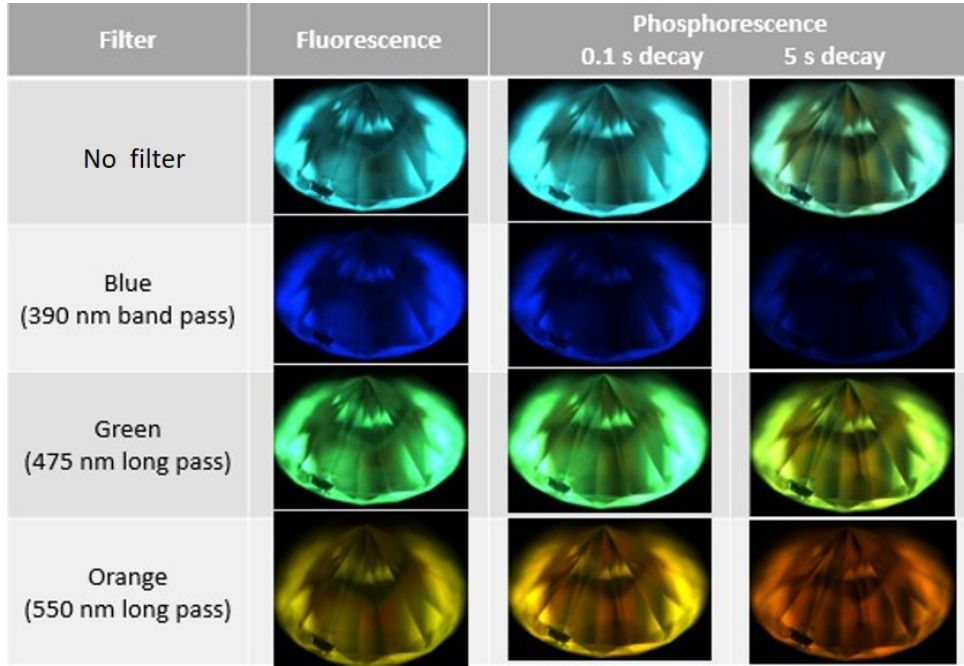 Filter
Fluorescence
Phosphorescence
0.1 s decay
5 s decay
No filter
Blue
(390 nm band pass)
Green
(475 nm long pass)
Orange
(550 nm long pass)